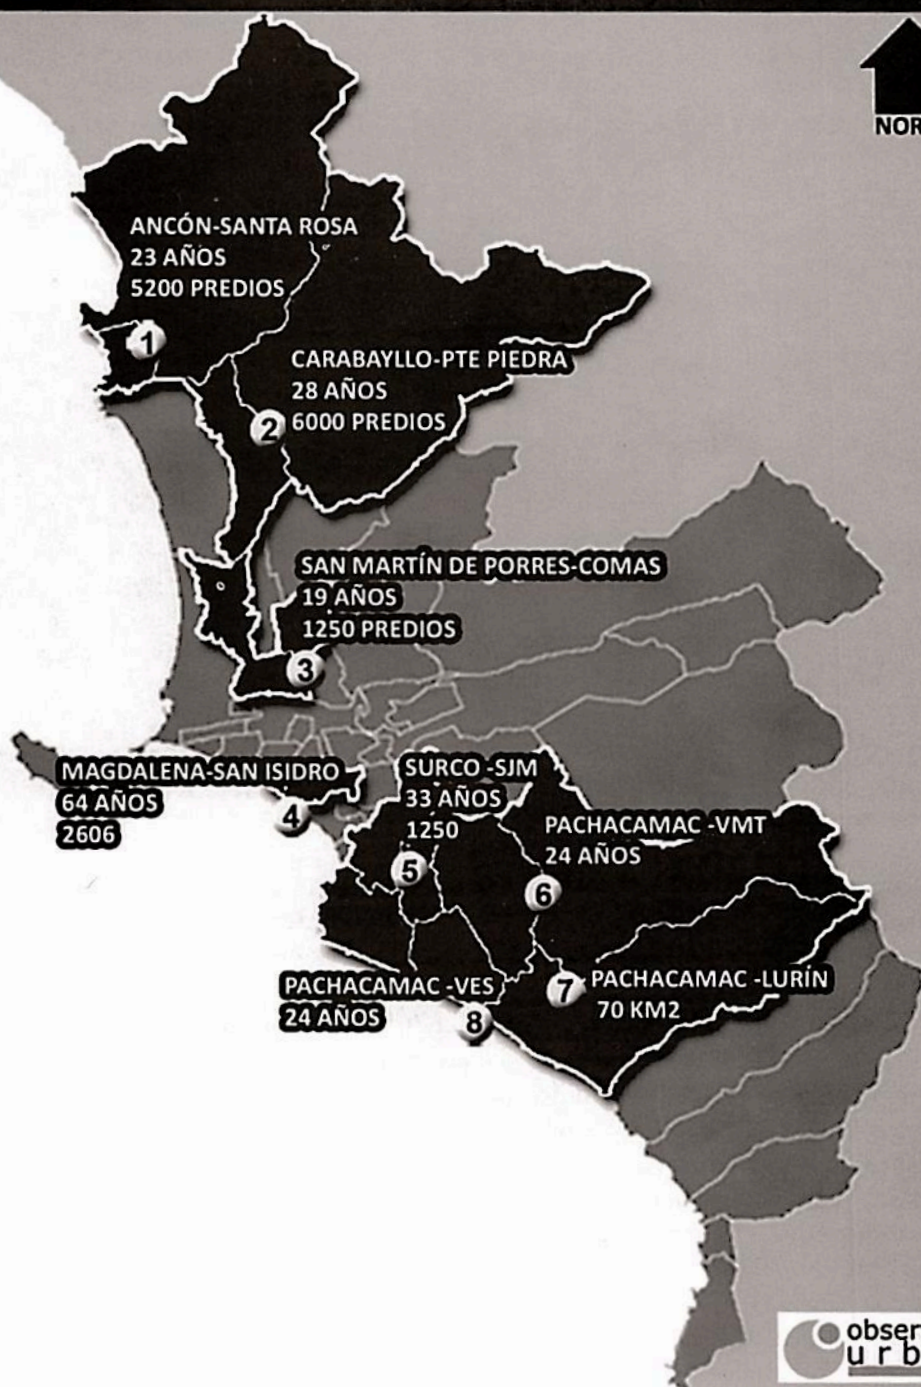 NOR
ANCÓN-SANTA ROSA
23 AÑOS
5200 PREDIOS
1
CARABAYLLO-PTE PIEDRA
28 AÑOS
6000 PREDIOS
2
SAN MARTÍN DE PORRES-COMAS
19 AÑOS
1250 PREDIOS
3
MAGDALENA-SAN ISIDRO
64 AÑOS
2606
4
SURCO -SJM
33 AÑOS
1250
5
PACHACAMAC -VMT
24 AÑOS
6
PACHACAMAC -LURÍN
70 KM2
7
PACHACAMAC -VES
24 AÑOS
8
obser
urb